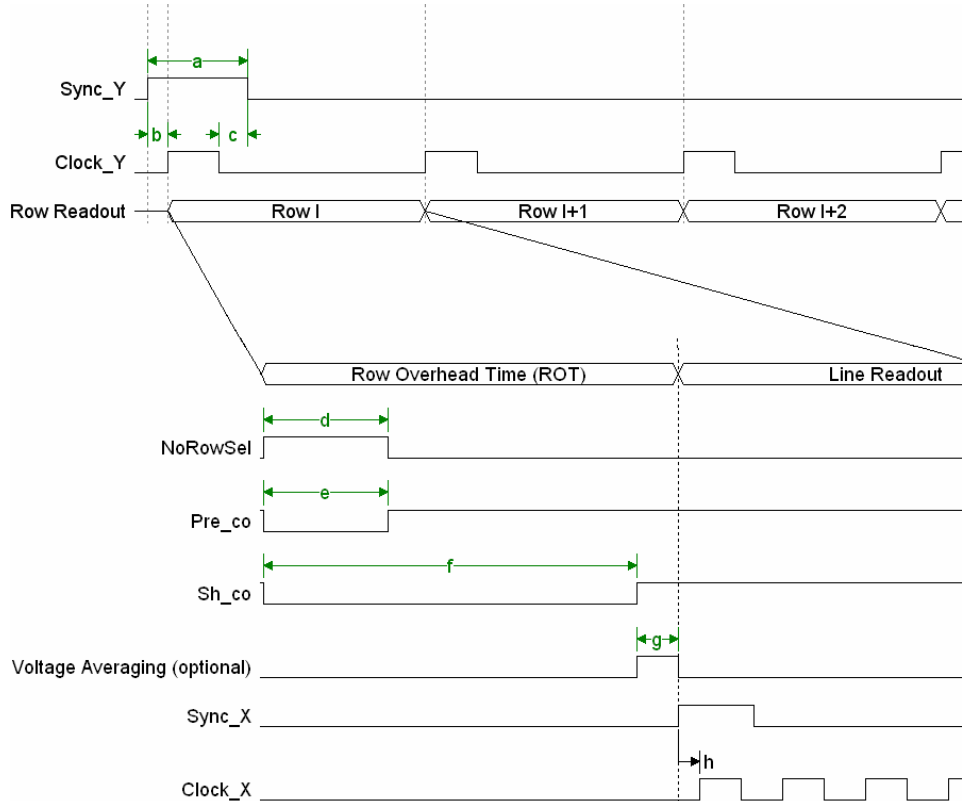 a
Sync_Y
b
c
Clock_Y
Row Readout
Row I
Row I+1
Row I+2
Row Overhead Time (ROT)
Line Readout
d
NoRowSel
e
Pre_co
f
Sh_co
g
Voltage Averaging (optional)
Sync_X
h
Clock_X